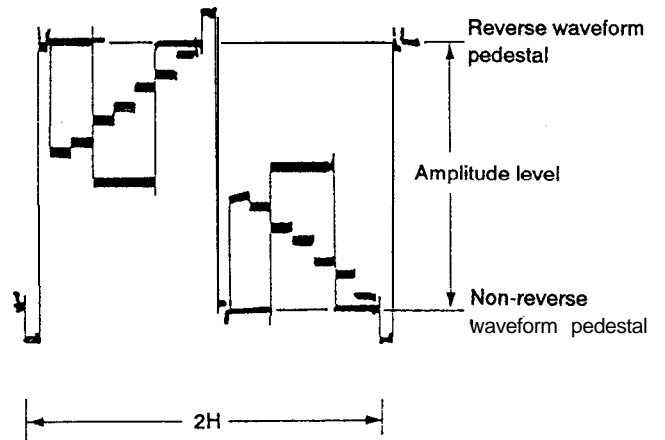 Reverse waveform
pedestal
Amplitude level
Non-reverse
waveform pedestal
2H